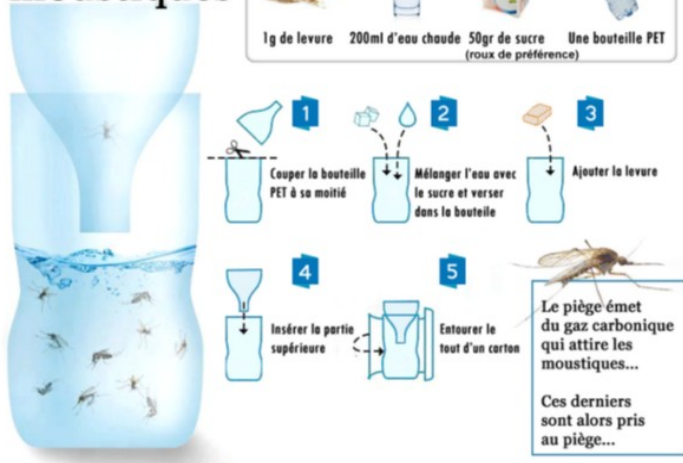 moustiques
1g de levure 200ml d'eau chaude 50gr de sucre Une bouteille PET
(roux de préférence)
1
2
3
Couper la bouteille
PET à sa moitié
Mélanger l'eau avec
le sucre et verser
dans la bouteile
Ajouter la levure
4
5
Insérer la partie
supérieure
Entourer le
tout d'un carton
Le piège émet
du gaz carbonique
qui attire les
moustiques...
Ces derniers
sont alors pris
au piège...